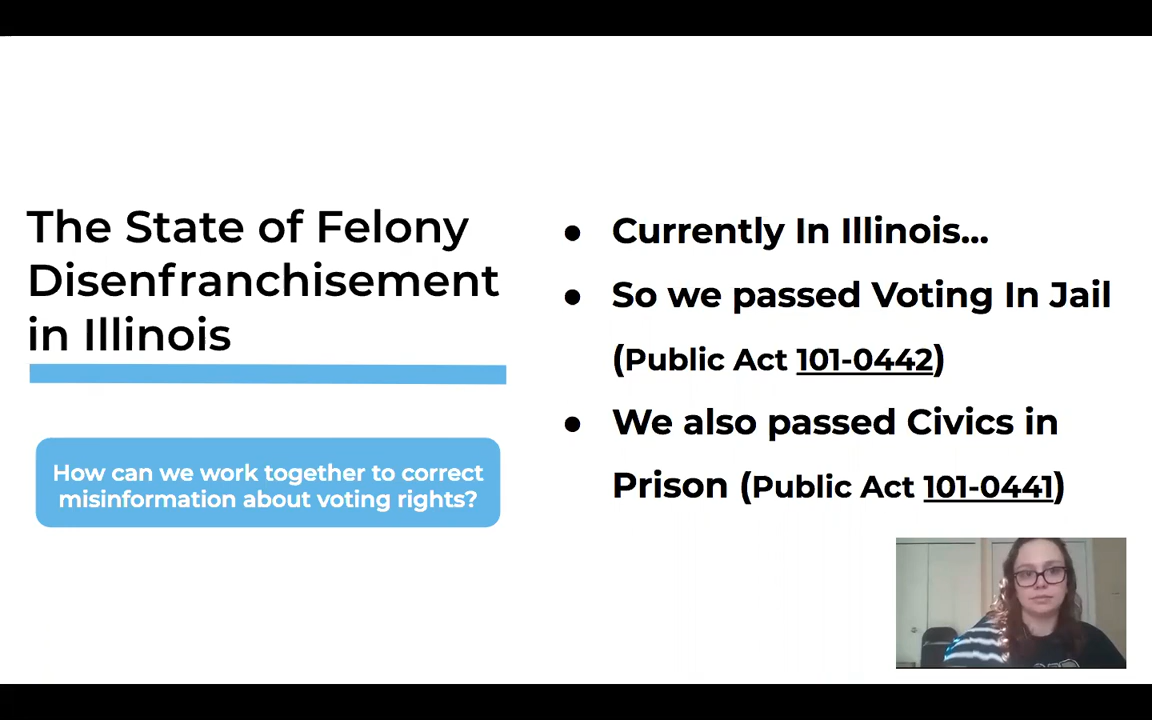 The State of Felony
Disenfranchisement
in Illinois
How can we work together to correct
misinformation about voting rights?
● Currently In Illinois...
● So we passed Voting In Jail
(Public Act 101-0442)
● We also passed Civics in
Prison (Public Act 101-0441)